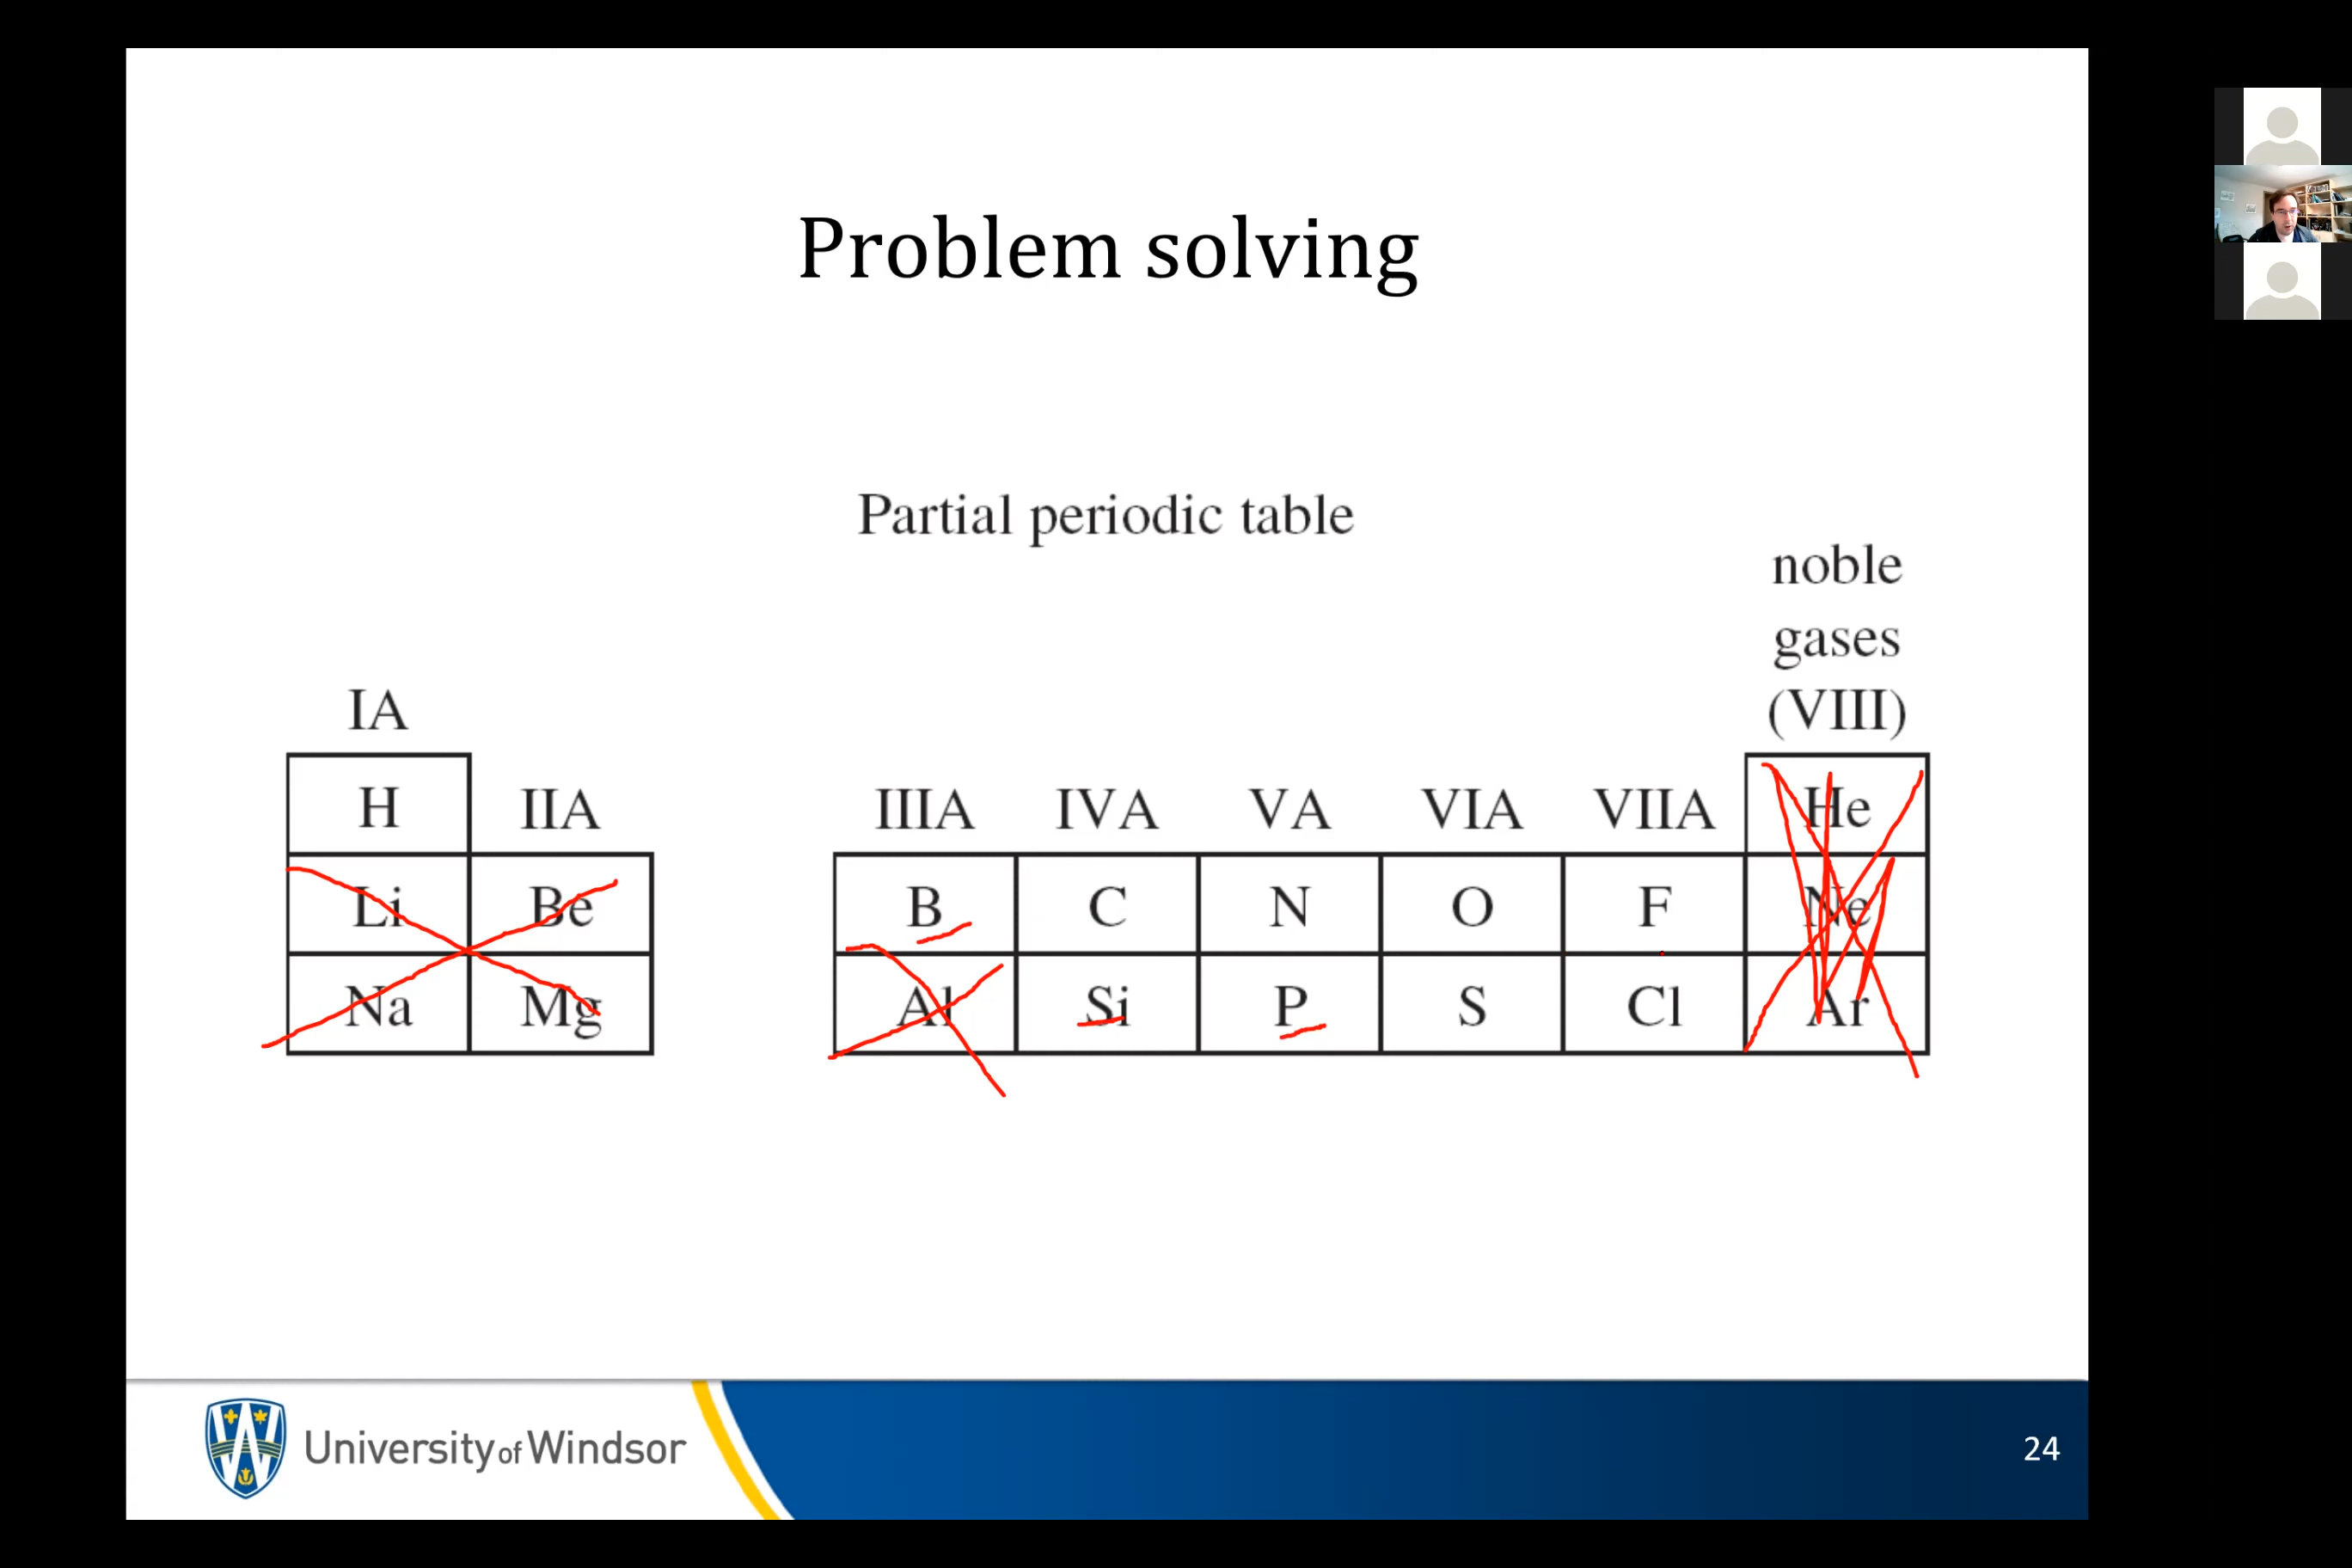 Problem solving
Partial periodic table
noble
gases
(VIII)
IA
H IIA IIIA IVA VA VIA VIIA He
Li Be B C N O F Ne
Na Mg Al Si P S Cl Ar
University of Windsor
24